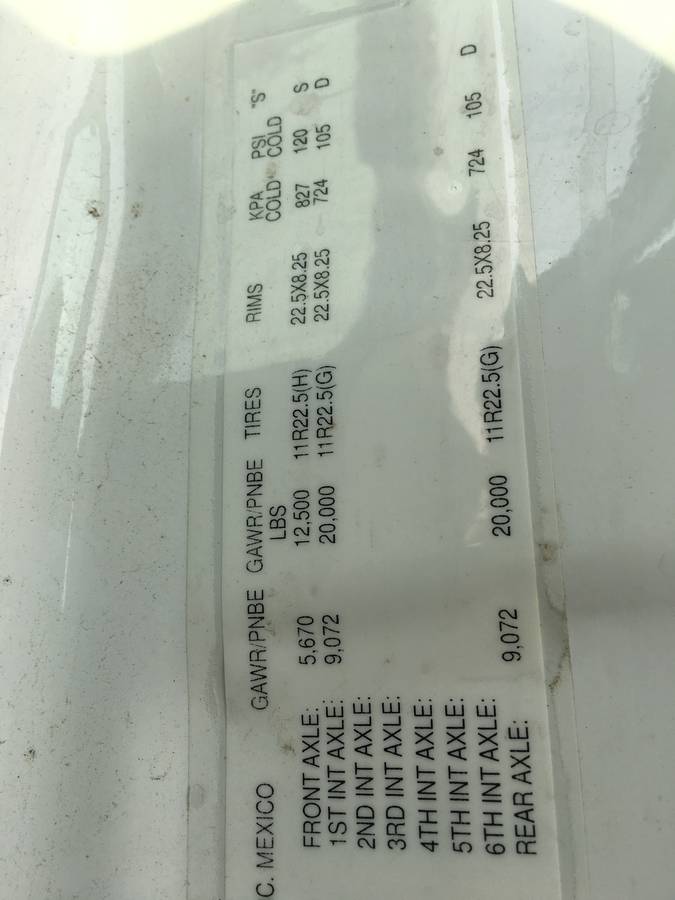 C. MEXICO
GAWR/PNBE GAWR/PNBE TIRES RIMS KPA PSI "S"
LBS COLD COLD
FRONT AXLE: 5,670 12,500 11R22.5(H) 22.5X8.25 827 120 S
1ST INT AXLE: 9,072 20,000 11R22.5(G) 22.5X8.25 724 105 D
2ND INT AXLE:
3RD INT AXLE:
4TH INT AXLE:
5TH INT AXLE:
6TH INT AXLE:
REAR AXLE: 9,072 20,000 11R22.5(G) 22.5X8.25 724 105 D